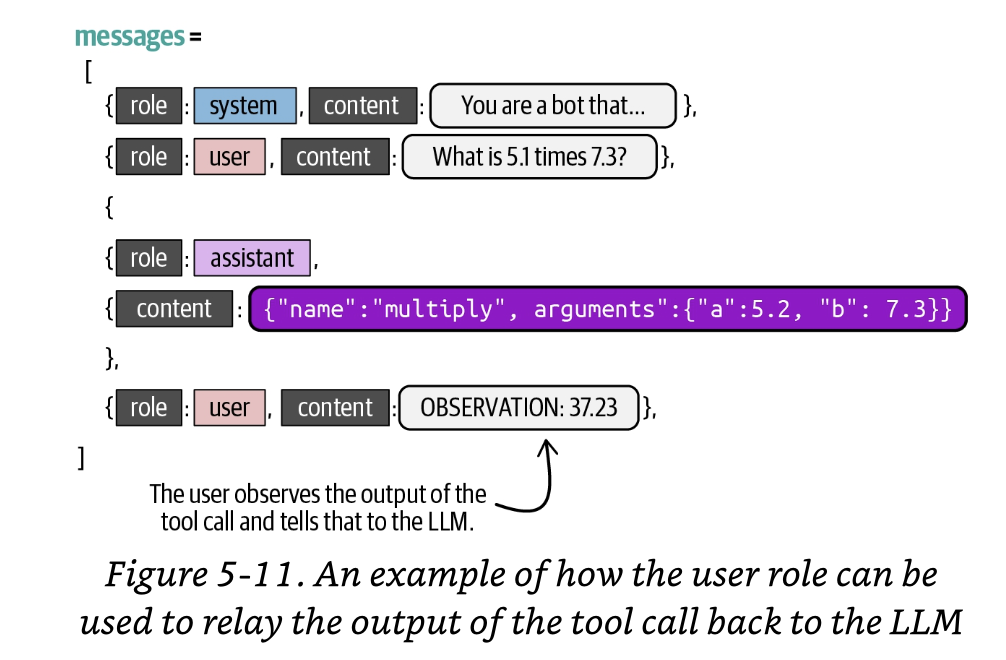 messages =
[
{ role : system , content : You are a bot that... },
{ role : user , content : What is 5.1 times 7.3? },
{
{ role : assistant ,
{ content : {"name":"multiply", arguments":{"a":5.2, "b": 7.3}}
},
{ role : user , content : OBSERVATION: 37.23 },
]
The user observes the output of the
tool call and tells that to the LLM.
Figure 5-11. An example of how the user role can be
used to relay the output of the tool call back to the LLM